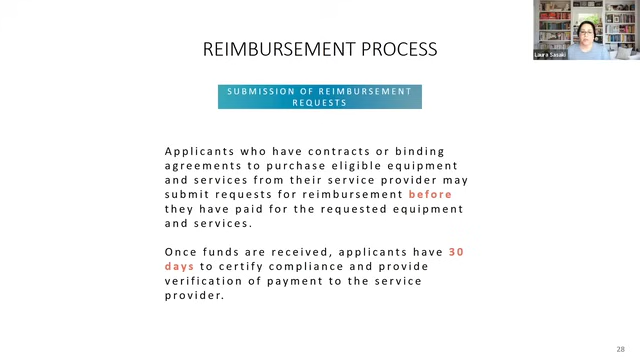 REIMBURSEMENT PROCESS
SUBMISSION OF REIMBURSEMENT
REQUESTS
Applicants who have contracts or binding
agreements to purchase eligible equipment
and services from their service provider may
submit requests for reimbursement before
they have paid for the requested equipment
and services.
Once funds are received, applicants have 30
days to certify compliance and provide
verification of payment to the service
provider.
Laura Sasaki
28